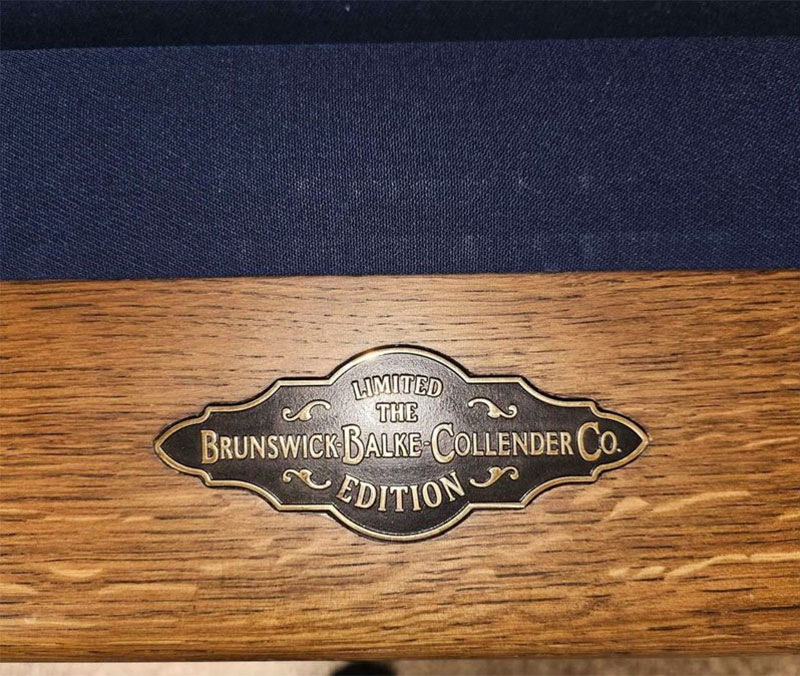 LIMITED
THE
BRUNSWICK-BALKE-COLLENDER CO.
EDITION